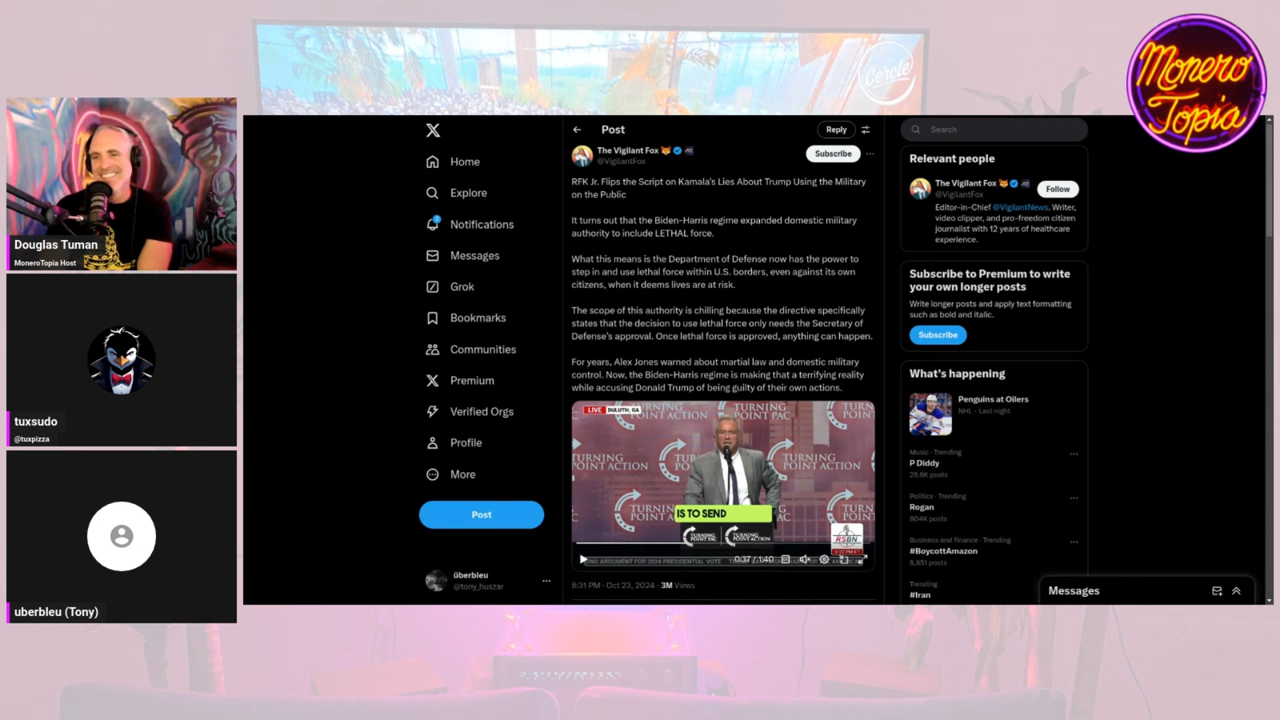 Cercle
Monero
Topia
Douglas Tuman
MoneroTopia Host
tuxsudo
@tuxpizza
uberbleu (Tony)
Home
Explore
Notifications
Messages
Grok
Bookmarks
Communities
Premium
Verified Orgs
Profile
More
Post
überbleu
@tony_huszar
Post
Reply
The Vigilant Fox
@VigilantFox
Subscribe
RFK Jr. Flips the Script on Kamala's Lies About Trump Using the Military
on the Public
It turns out that the Biden-Harris regime expanded domestic military
authority to include LETHAL force.
What this means is the Department of Defense now has the power to
step in and use lethal force within U.S. borders, even against its own
citizens, when it deems lives are at risk.
The scope of this authority is chilling because the directive specifically
states that the decision to use lethal force only needs the Secretary of
Defense's approval. Once lethal force is approved, anything can happen.
For years, Alex Jones warned about martial law and domestic military
control. Now, the Biden-Harris regime is making that a terrifying reality
while accusing Donald Trump of being guilty of their own actions.
LIVE DULUTH, GA
TURNING
POINT ACTION
TURNING
POINT PAC
IS TO SEND
RSBN
0:37 / 1:40
8:31 PM · Oct 23, 2024 · 3M Views
Search
Relevant people
The Vigilant Fox
@VigilantFox
Follow
Editor-in-Chief @VigilantNews. Writer,
video clipper, and pro-freedom citizen
journalist with 12 years of healthcare
experience.
Subscribe to Premium to write
your own longer posts
Write longer posts and apply text formatting
such as bold and italic.
Subscribe
What's happening
Penguins at Oilers
NHL · Last night
Music · Trending
P Diddy
Politics · Trending
Rogan
804K posts
Business and finance · Trending
#BoycottAmazon
6,851 posts
Trending
#Iran
Messages